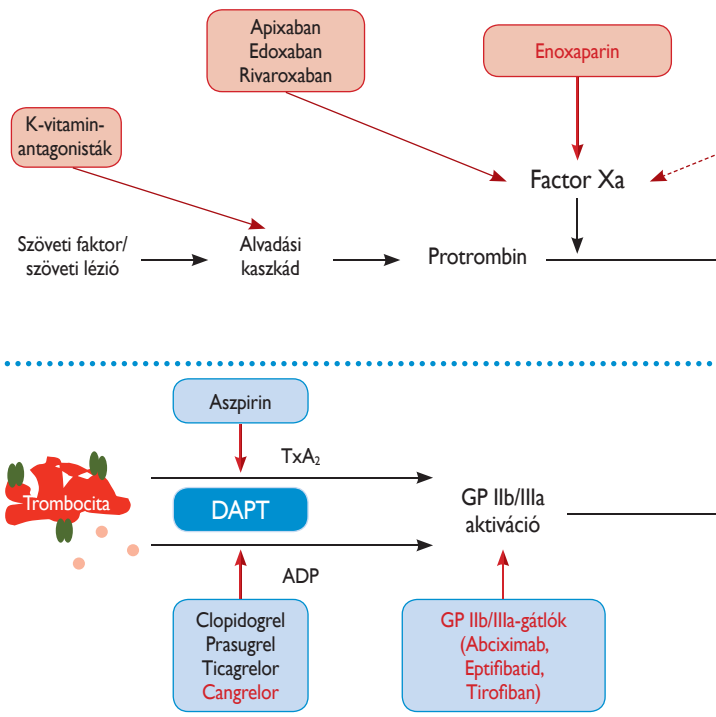 Apixaban
Edoxaban
Rivaroxaban
Enoxaparin
K-vitamin-
antagonisták
Factor Xa
Szöveti faktor/
szöveti lézió
Alvadási
kaszkád
Protrombin
Aszpirin
TxA₂
Trombocita
DAPT
GP IIb/IIIa
aktiváció
ADP
Clopidogrel
Prasugrel
Ticagrelor
Cangrelor
GP IIb/IIIa-gátlók
(Abciximab,
Eptifibatid,
Tirofiban)